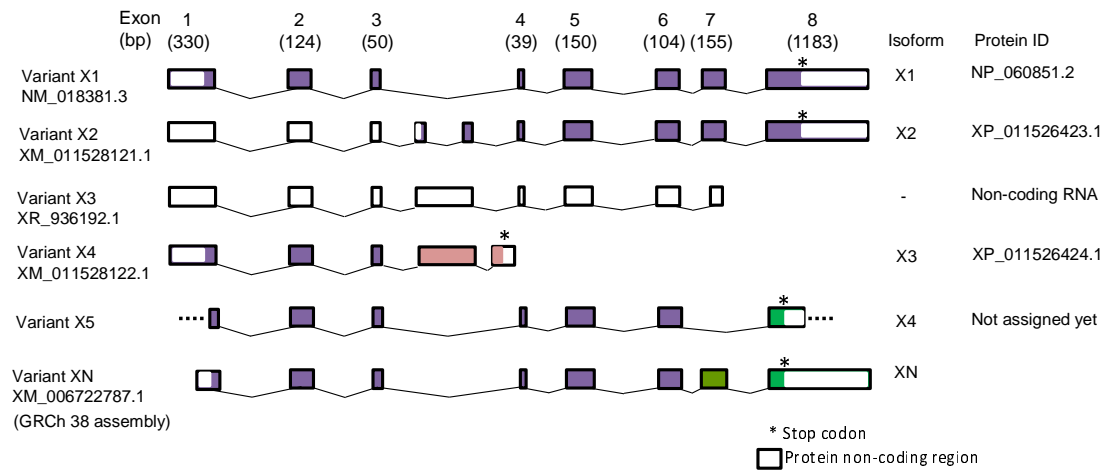 Exon 1 2 3 4 5 6 7 8
(bp) (330) (124) (50) (39) (150) (104) (155) (1183) Isoform Protein ID
*
Variant X1 X1 NP_060851.2
NM_018381.3
*
Variant X2 X2 XP_011526423.1
XM_011528121.1
Variant X3 - Non-coding RNA
XR_936192.1
*
Variant X4 X3 XP_011526424.1
XM_011528122.1
*
Variant X5 X4 Not assigned yet
*
Variant XN XN
XM_006722787.1
(GRCh 38 assembly)
* Stop codon
Protein non-coding region